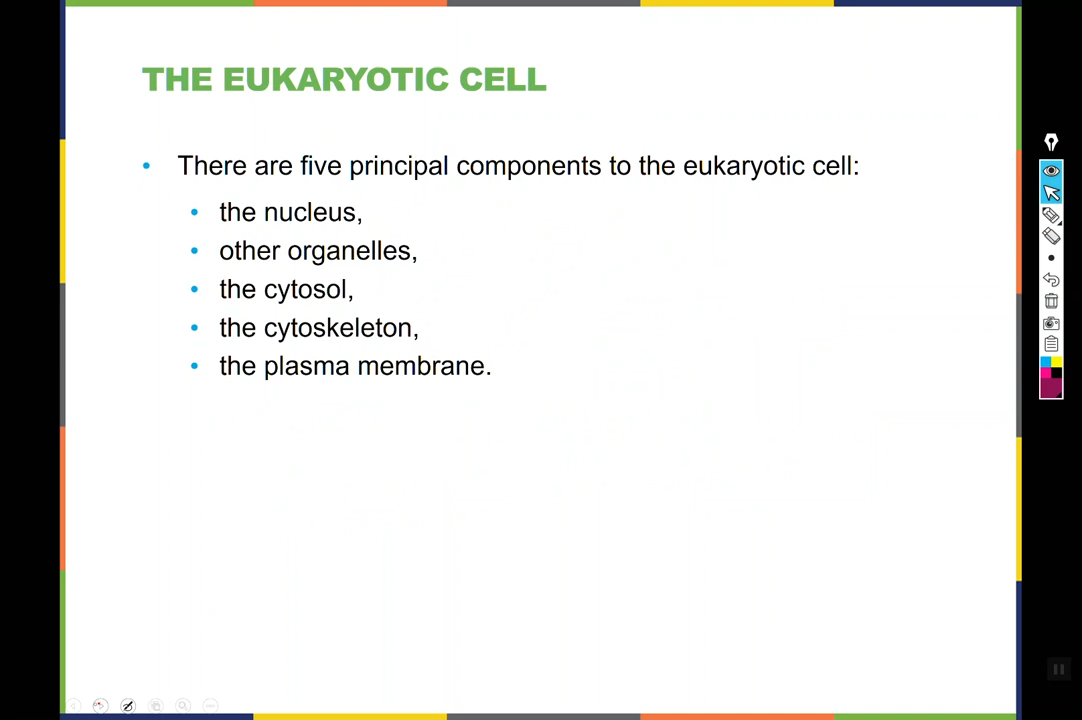 THE EUKARYOTIC CELL
• There are five principal components to the eukaryotic cell:
• the nucleus,
• other organelles,
• the cytosol,
• the cytoskeleton,
• the plasma membrane.